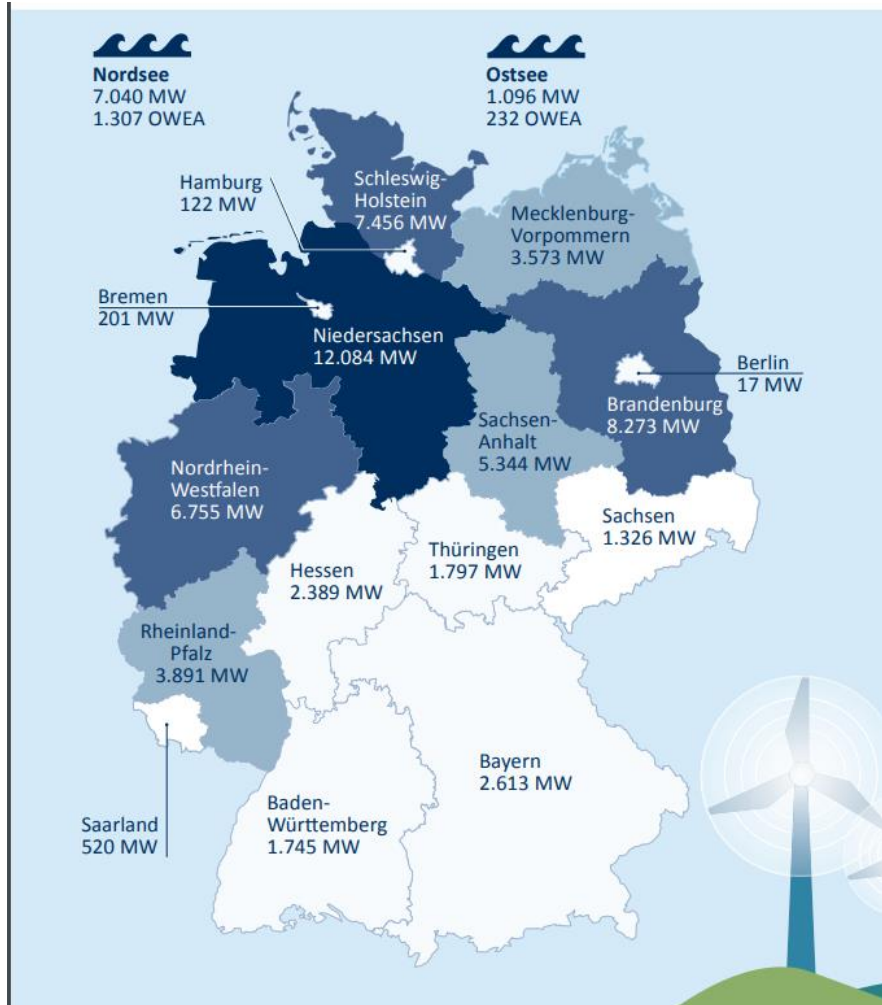 Nordsee
7.040 MW
1.307 OWEA
Ostsee
1.096 MW
232 OWEA
Hamburg
122 MW
Schleswig-
Holstein
7.456 MW
Mecklenburg-
Vorpommern
3.573 MW
Bremen
201 MW
Niedersachsen
12.084 MW
Berlin
17 MW
Brandenburg
8.273 MW
Sachsen-
Anhalt
5.344 MW
Nordrhein-
Westfalen
6.755 MW
Sachsen
1.326 MW
Thüringen
1.797 MW
Hessen
2.389 MW
Rheinland-
Pfalz
3.891 MW
Bayern
2.613 MW
Baden-
Württemberg
1.745 MW
Saarland
520 MW